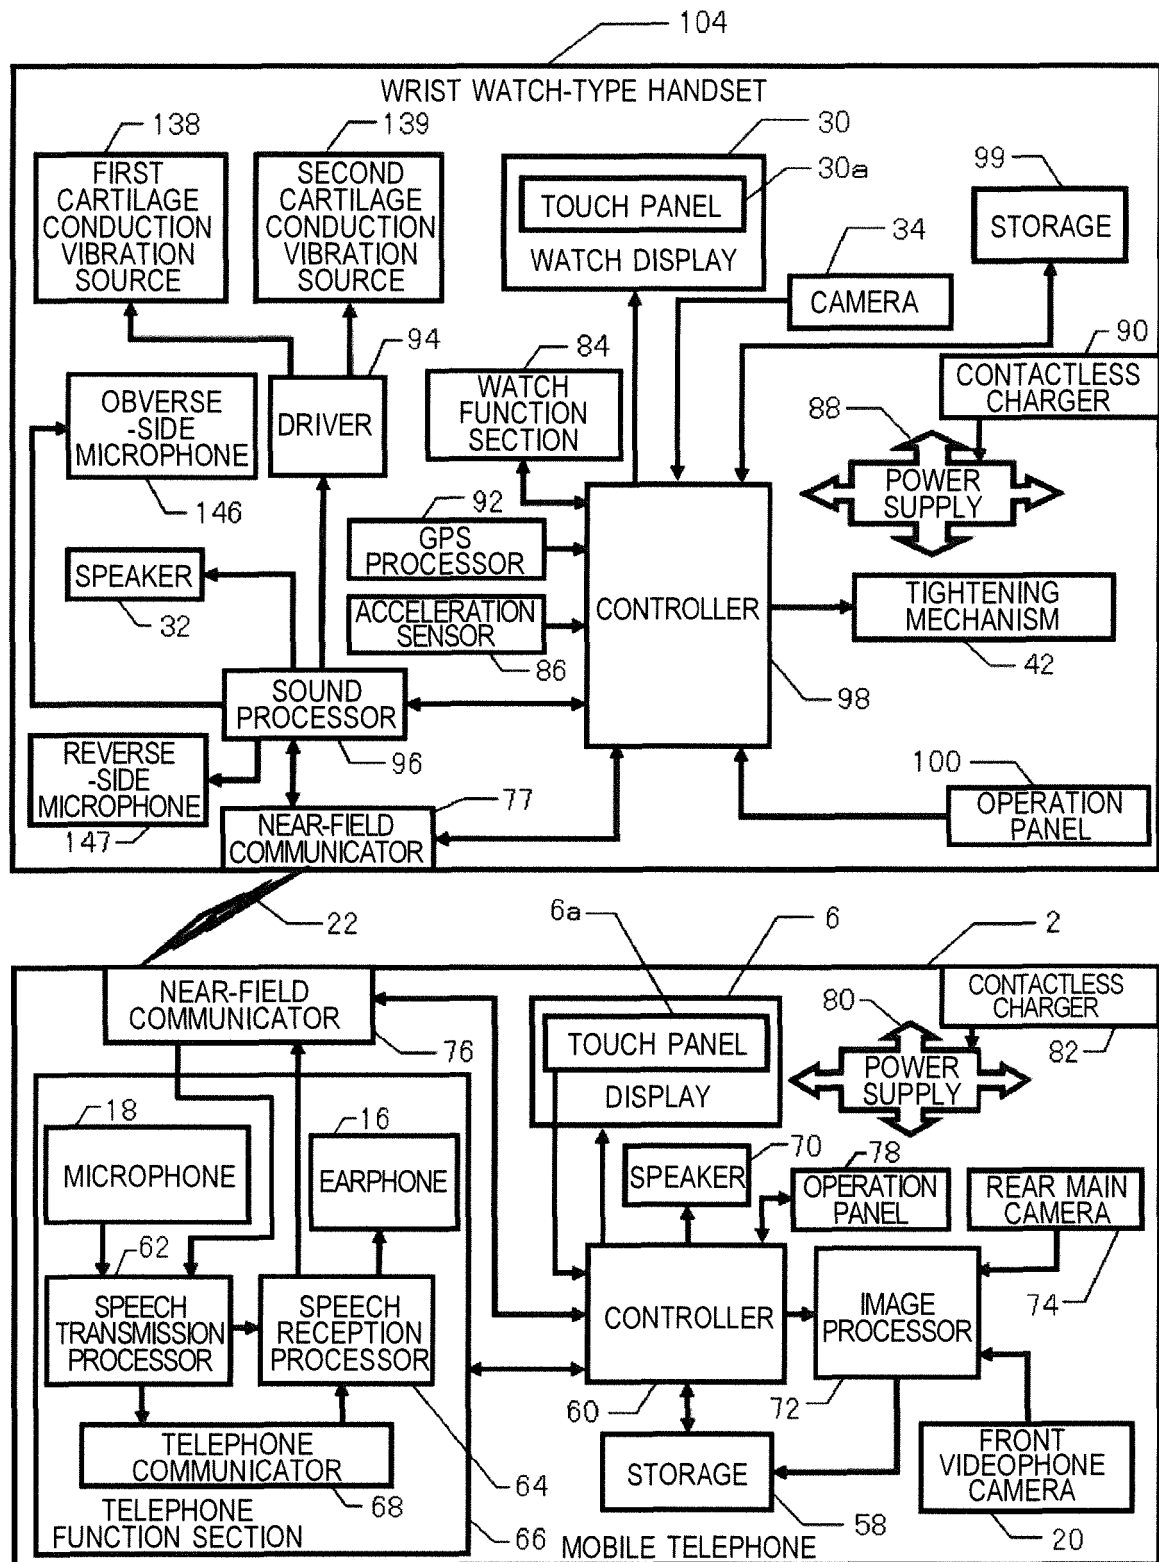 104
WRIST WATCH-TYPE HANDSET
138
139
30
30a
99
FIRST
CARTILAGE
CONDUCTION
VIBRATION
SOURCE
SECOND
CARTILAGE
CONDUCTION
VIBRATION
SOURCE
TOUCH PANEL
WATCH DISPLAY
STORAGE
34
CAMERA
94
84
90
OBVERSE
-SIDE
MICROPHONE
146
DRIVER
WATCH
FUNCTION
SECTION
CONTACTLESS
CHARGER
88
POWER
SUPPLY
92
GPS
PROCESSOR
SPEAKER
32
ACCELERATION
SENSOR
86
CONTROLLER
98
TIGHTENING
MECHANISM
42
SOUND
PROCESSOR
96
REVERSE
-SIDE
MICROPHONE
147
77
NEAR-FIELD
COMMUNICATOR
100
OPERATION
PANEL
22
6a
6
2
NEAR-FIELD
COMMUNICATOR
76
TOUCH PANEL
DISPLAY
CONTACTLESS
CHARGER
82
80
POWER
SUPPLY
18
MICROPHONE
16
EARPHONE
70
SPEAKER
78
OPERATION
PANEL
REAR MAIN
CAMERA
74
62
SPEECH
TRANSMISSION
PROCESSOR
SPEECH
RECEPTION
PROCESSOR
CONTROLLER
60
IMAGE
PROCESSOR
72
TELEPHONE
COMMUNICATOR
68
64
TELEPHONE
FUNCTION SECTION
66
STORAGE
58
FRONT
VIDEOPHONE
CAMERA
20
MOBILE TELEPHONE